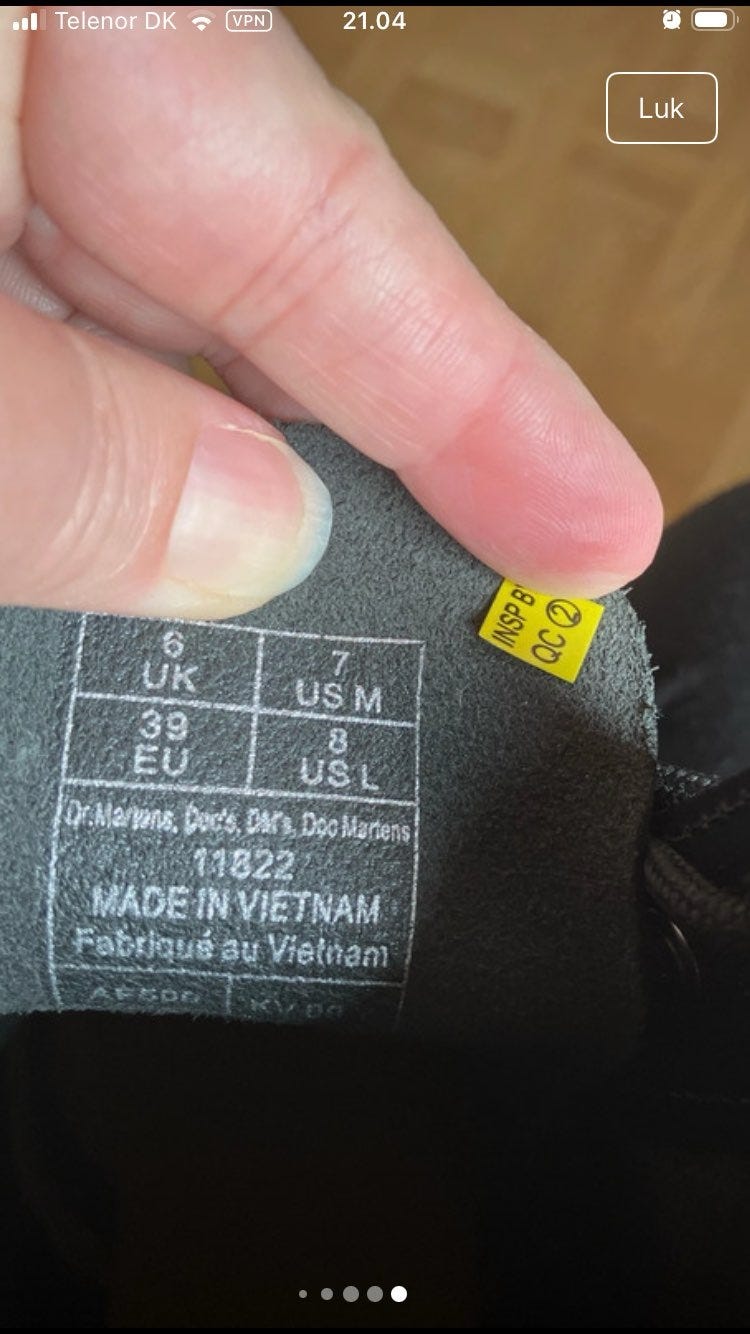 Telenor DK VPN 21.04
Luk
INSP B
QC 2
6
UK
7
US M
39
EU
8
US L
Dr.Martens, Doc's, DM's, Doc Martens
11822
MADE IN VIETNAM
Fabriqué au Vietnam